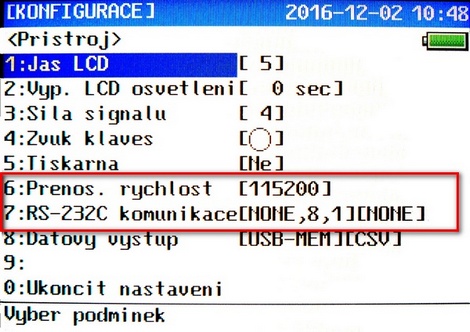 [KONFIGURACE] 2016-12-02 10:48
<Pristroj>
1:Jas LCD [ 5]
2:Vyp. LCD osvetleni[ 0 sec]
3:Sila signalu [ 4]
4:Zvuk klaves [◯]
5:Tiskarna [Ne]
6:Prenos. rychlost [115200]
7:RS-232C komunikace[NONE,8,1][NONE]
8:Datovy vystup [USB-MEM][CSV]
9:
0:Ukoncit nastaveni
Vyber podminek